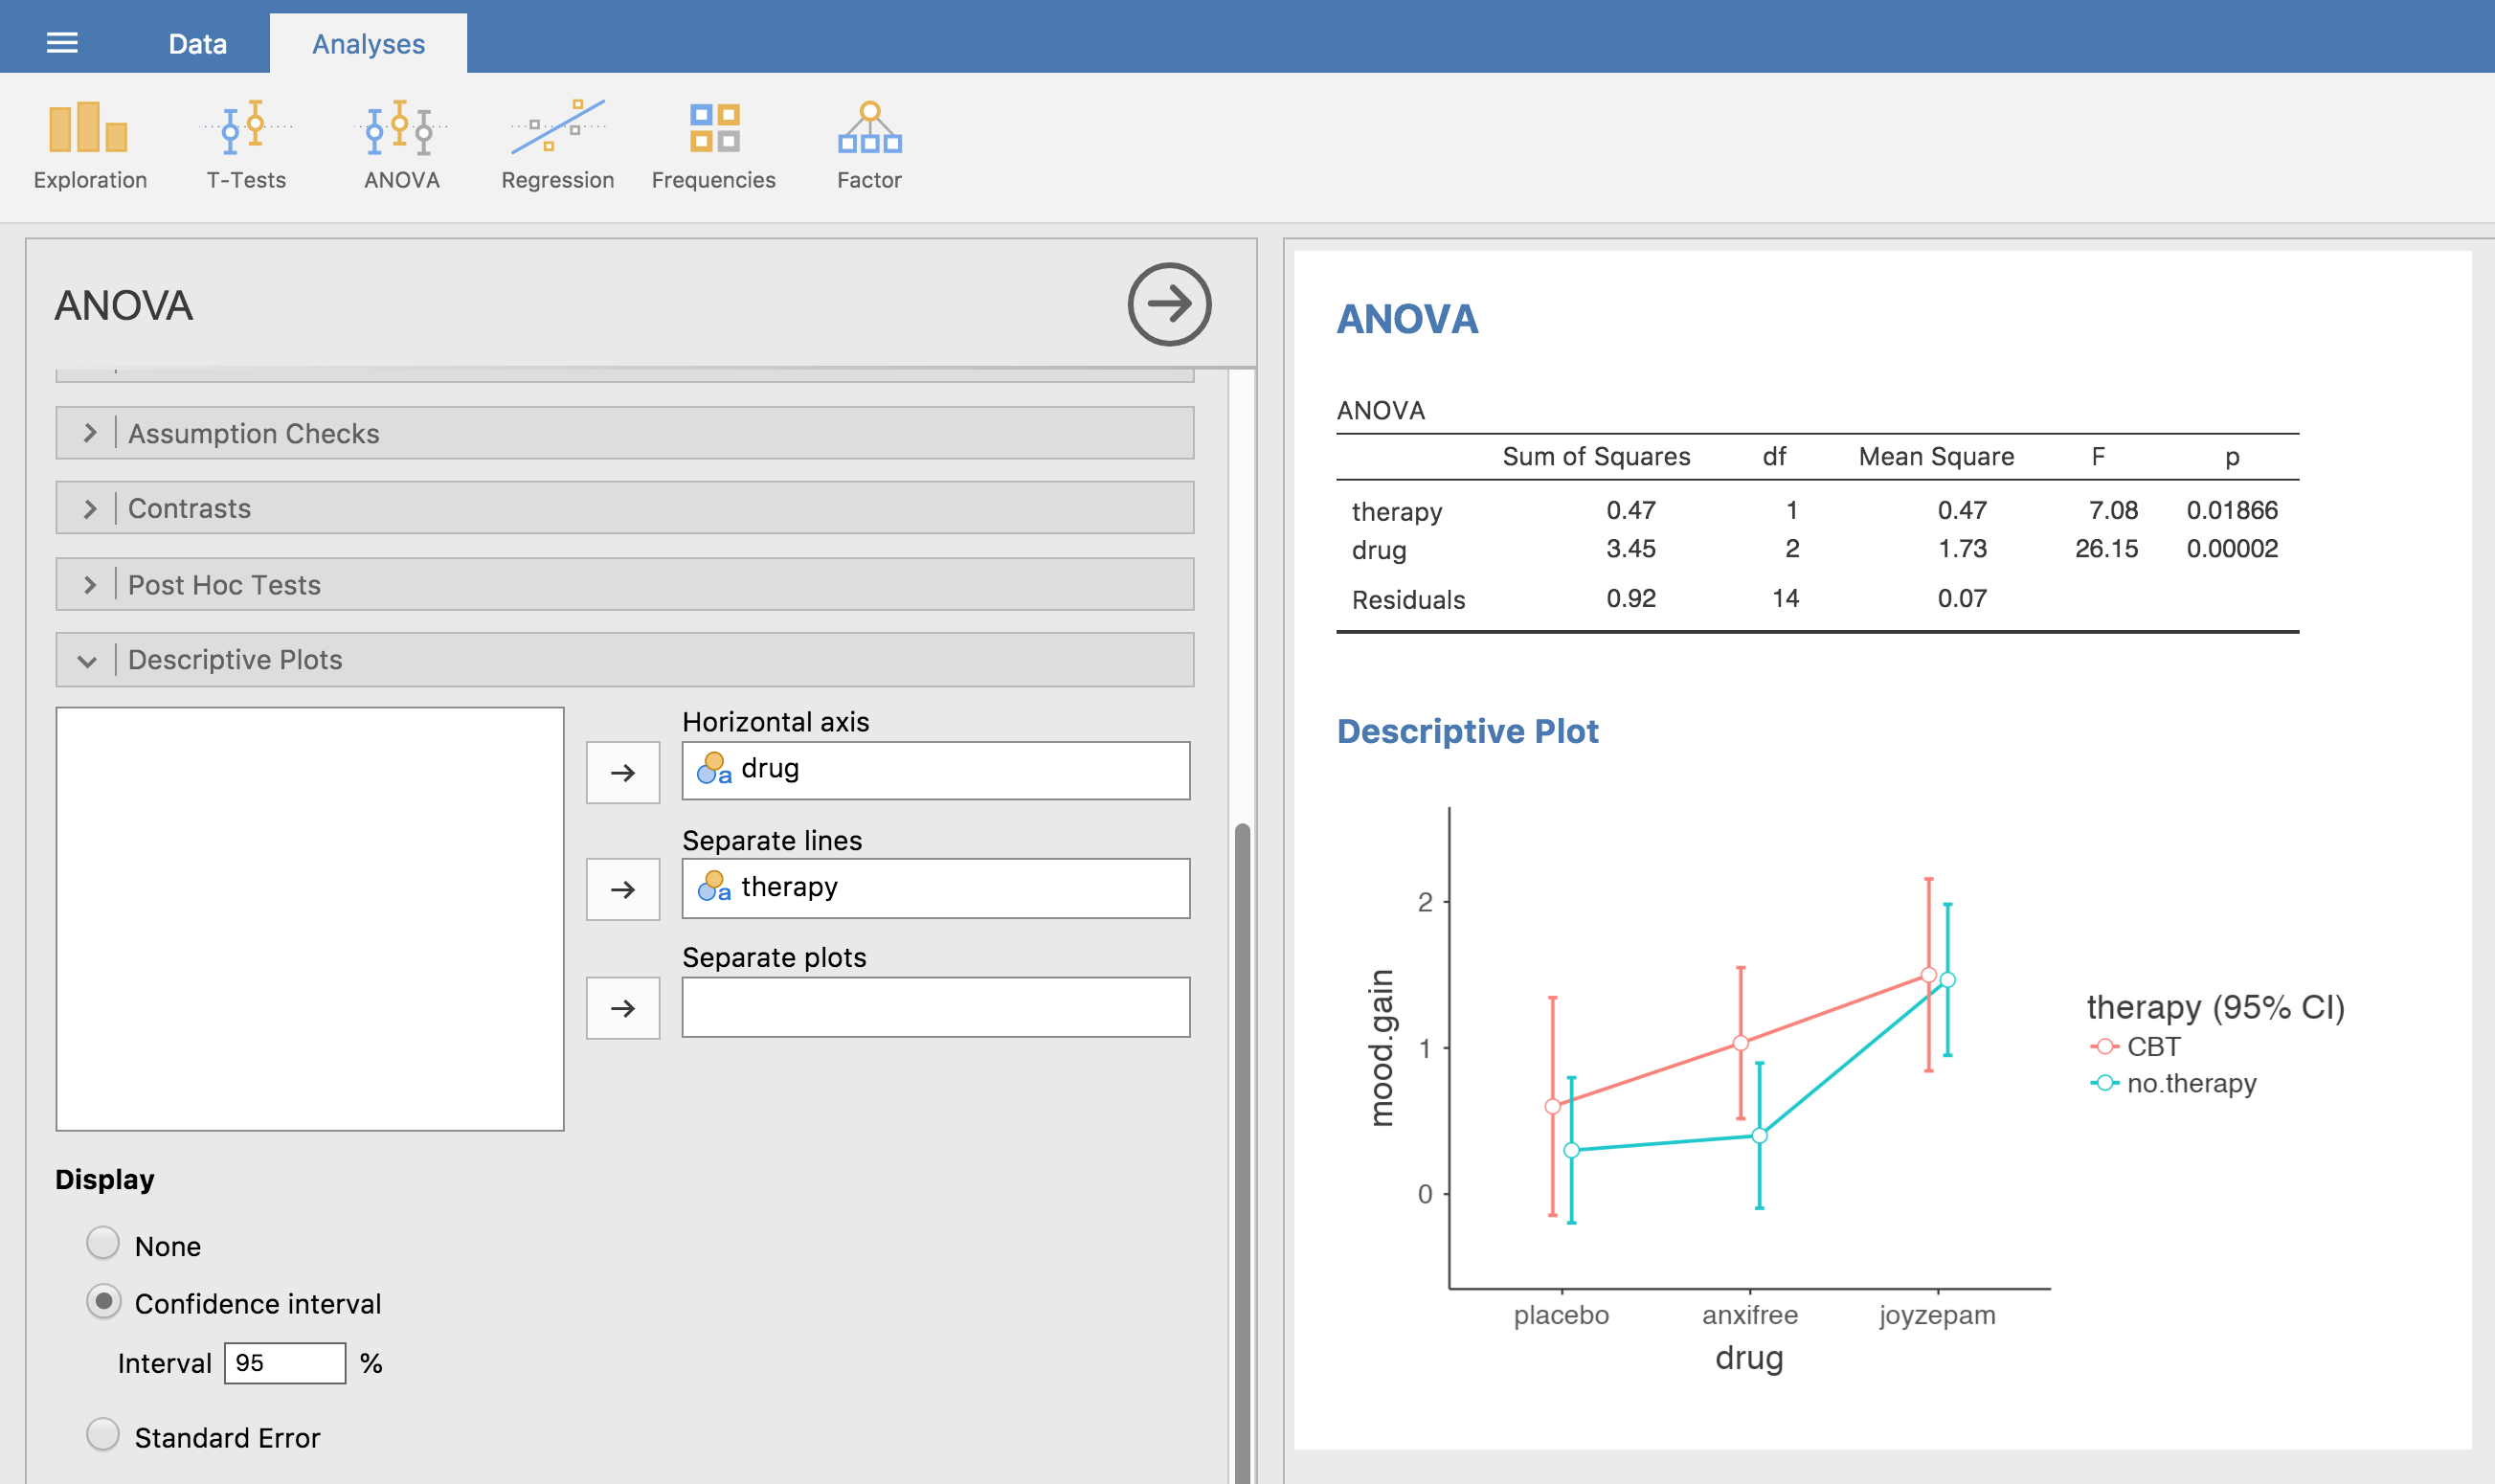 Data Analyses
Exploration T-Tests ANOVA Regression Frequencies Factor
ANOVA
Assumption Checks
Contrasts
Post Hoc Tests
Descriptive Plots
Horizontal axis
a drug
Separate lines
a therapy
Separate plots
Display
None
Confidence interval
Interval 95 %
Standard Error
ANOVA
ANOVA
Sum of Squares df Mean Square F p
therapy 0.47 1 0.47 7.08 0.01866
drug 3.45 2 1.73 26.15 0.00002
Residuals 0.92 14 0.07
Descriptive Plot
2
1
0
mood.gain
placebo anxifree joyzepam
drug
therapy (95% CI)
CBT
no.therapy